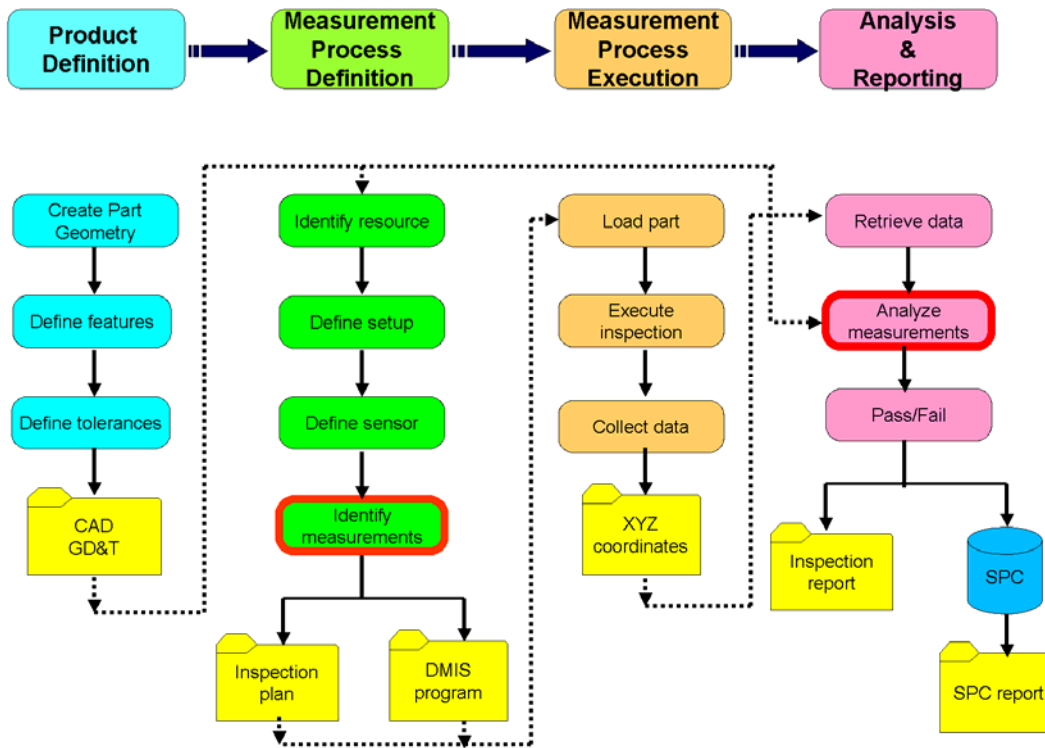 Product
Definition
Measurement
Process
Definition
Measurement
Process
Execution
Analysis
&
Reporting
Create Part
Geometry
Define features
Define tolerances
CAD
GD&T
Identify resource
Define setup
Define sensor
Identify
measurements
Inspection
plan
DMIS
program
Load part
Execute
inspection
Collect data
XYZ
coordinates
Retrieve data
Analyze
measurements
Pass/Fail
Inspection
report
SPC
SPC report